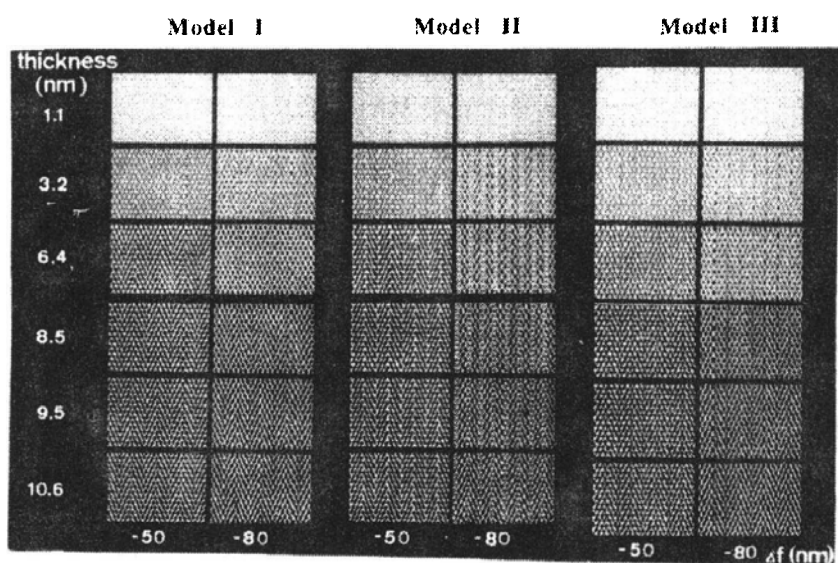 Model I Model II Model III
thickness
(nm)
1.1
3.2
6.4
8.5
9.5
10.6
-50 -80 -50 -80 -50 -80 Δf (nm)